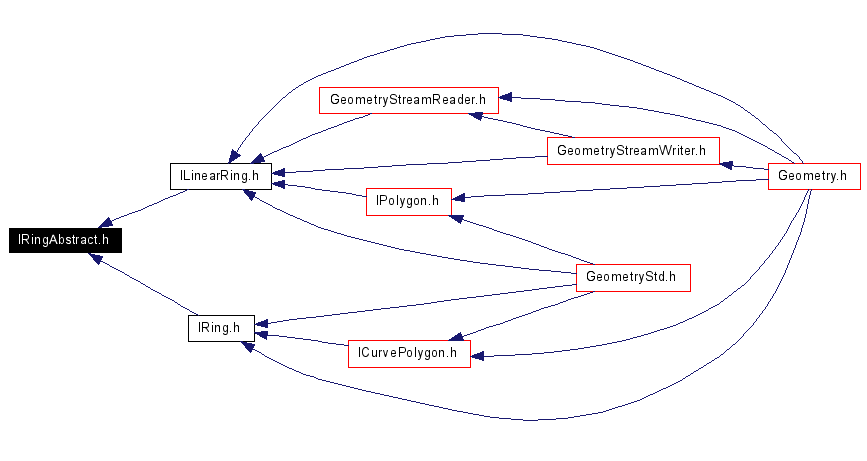 GeometryStreamReader.h
GeometryStreamWriter.h
ILinearRing.h
Geometry.h
IPolygon.h
IRingAbstract.h
GeometryStd.h
IRing.h
ICurvePolygon.h